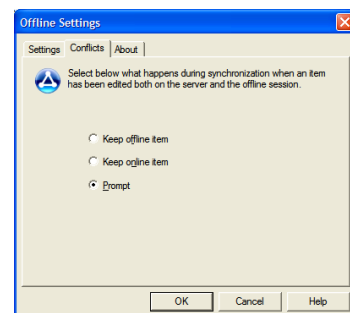 Offline Settings
Settings Conflicts About
Select below what happens during synchronization when an item
has been edited both on the server and the offline session.
Keep offline item
Keep online item
Prompt
OK Cancel Help